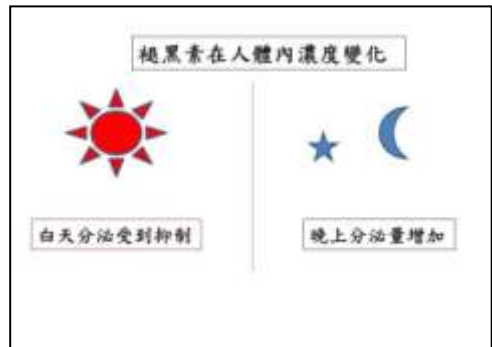 褪黑素在人體內濃度變化
白天分泌受到抑制
晚上分泌量增加